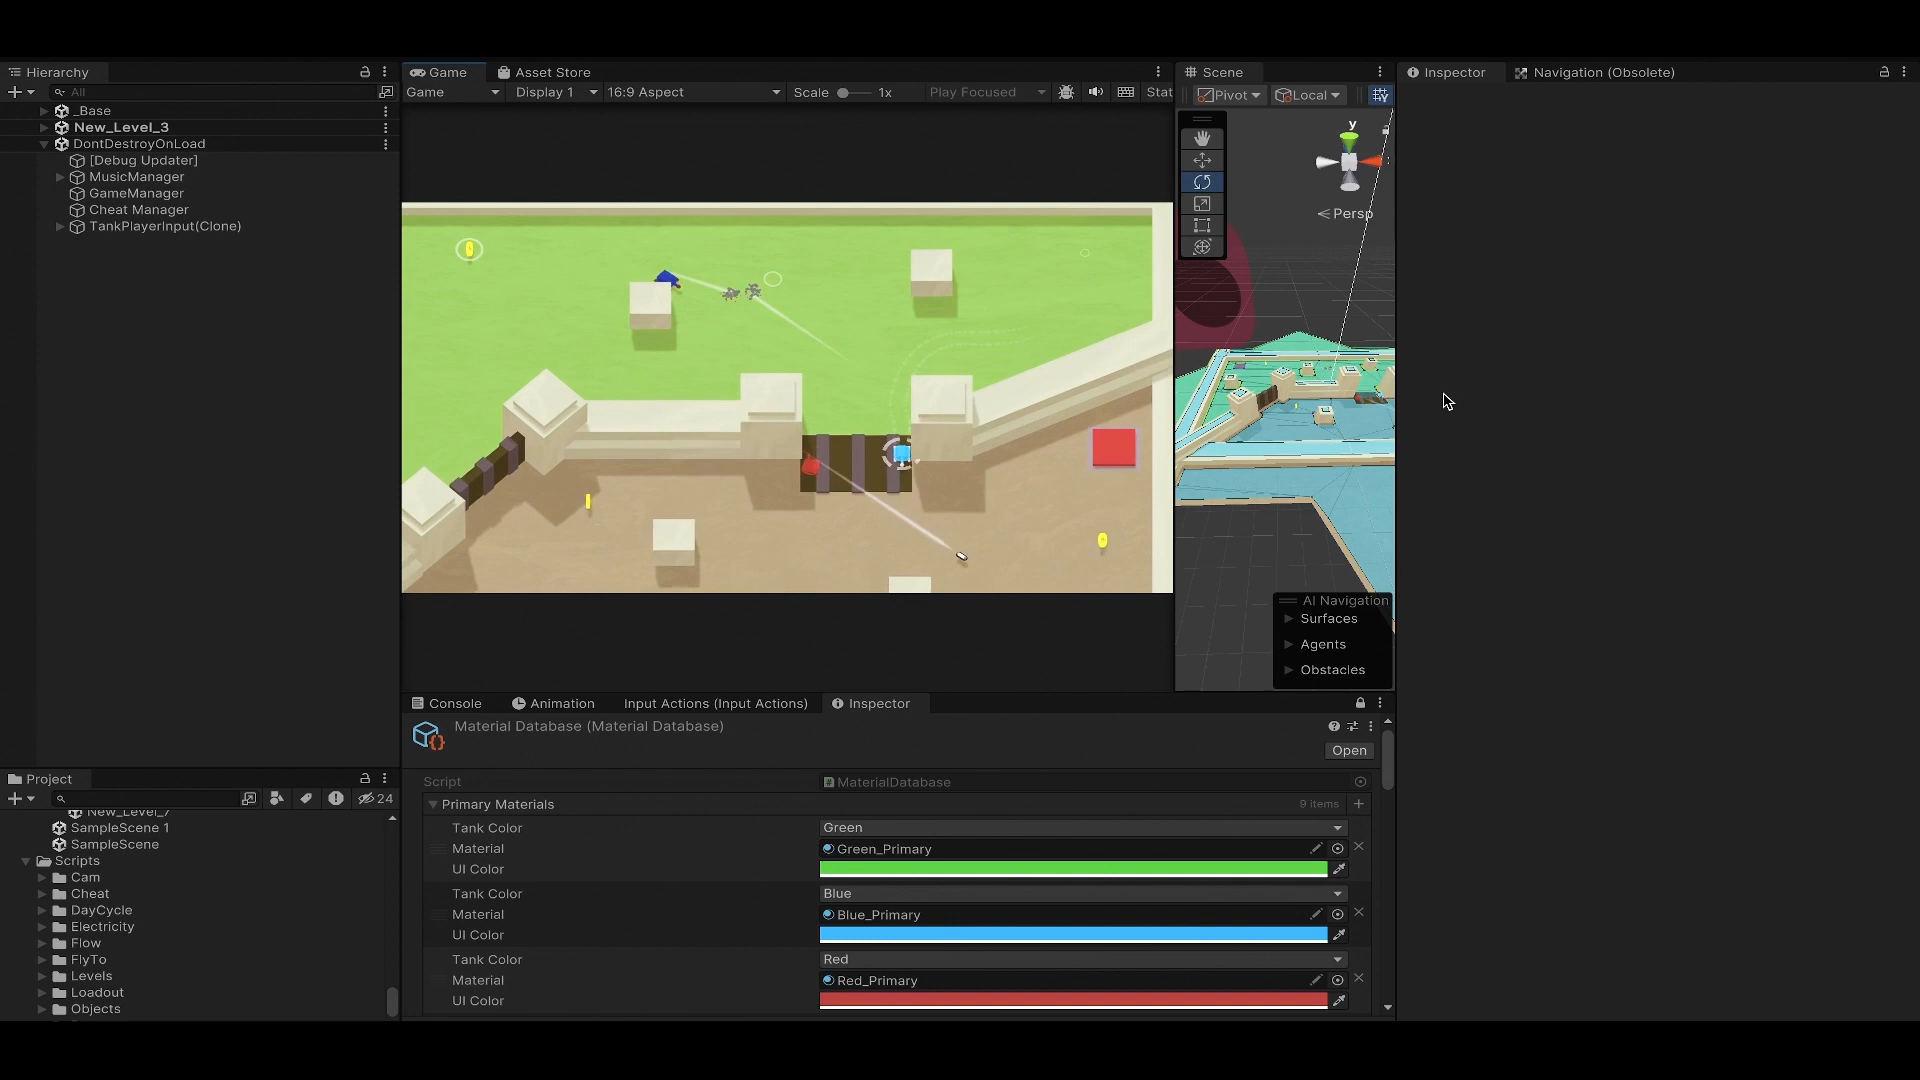 Hierarchy
All
_Base
New_Level_3
DontDestroyOnLoad
[Debug Updater]
MusicManager
GameManager
Cheat Manager
TankPlayerInput(Clone)
Game
Asset Store
Game
Display 1
16:9 Aspect
Scale
1x
Play Focused
Stat
Scene
Pivot
Local
y
Persp
AI Navigation
Surfaces
Agents
Obstacles
Inspector
Navigation (Obsolete)
Console
Animation
Input Actions (Input Actions)
Inspector
Material Database (Material Database)
Open
Script
MaterialDatabase
Primary Materials
9 items
Tank Color
Green
Material
Green_Primary
UI Color
Tank Color
Blue
Material
Blue_Primary
UI Color
Tank Color
Red
Material
Red_Primary
UI Color
Project
24
New_Level_7
SampleScene 1
SampleScene
Scripts
Cam
Cheat
DayCycle
Electricity
Flow
FlyTo
Levels
Loadout
Objects